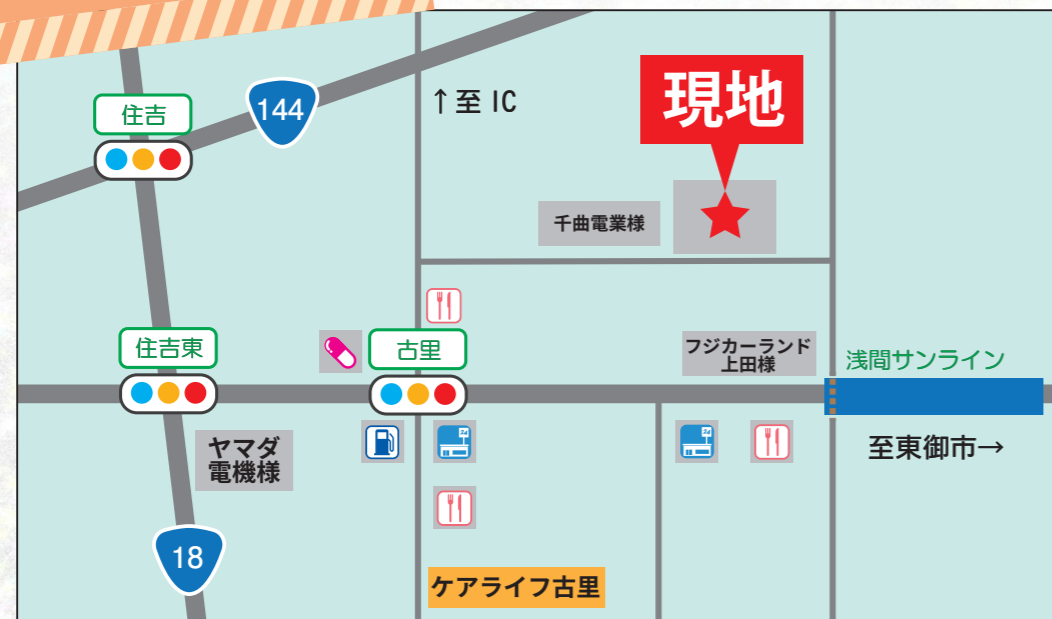 144
↑至 IC
現地
住吉
千曲電業様
住吉東
古里
フジカーランド
上田様
浅間サンライン
ヤマダ
電機様
至東御市→
18
ケアライフ古里